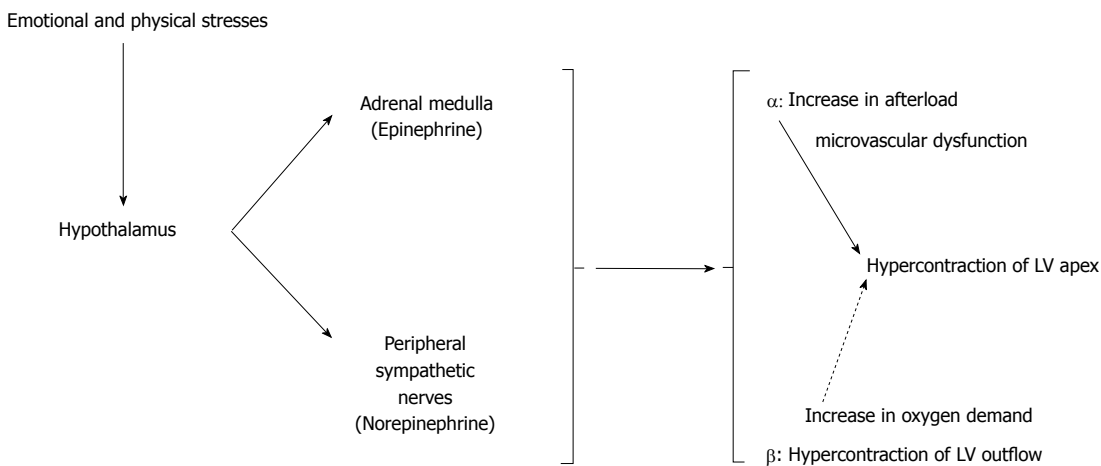 Emotional and physical stresses
Hypothalamus
Adrenal medulla
(Epinephrine)
Peripheral
sympathetic
nerves
(Norepinephrine)
α: Increase in afterload
microvascular dysfunction
Hypercontraction of LV apex
Increase in oxygen demand
β: Hypercontraction of LV outflow